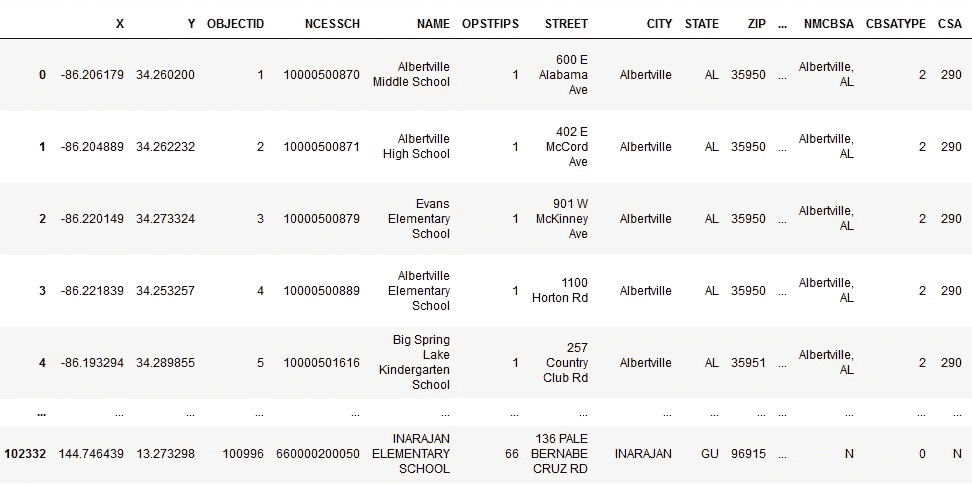 X Y OBJECTID NCESSCH NAME OPSTFIPS STREET CITY STATE ZIP ... NMCBSA CBSATYPE CSA
0 -86.206179 34.260200 1 10000500870 Albertville Middle School 1 600 E Alabama Ave Albertville AL 35950 ... Albertville, AL 2 290
1 -86.204889 34.262232 2 10000500871 Albertville High School 1 402 E McCord Ave Albertville AL 35950 ... Albertville, AL 2 290
2 -86.220149 34.273324 3 10000500879 Evans Elementary School 1 901 W McKinney Ave Albertville AL 35950 ... Albertville, AL 2 290
3 -86.221839 34.253257 4 10000500889 Albertville Elementary School 1 1100 Horton Rd Albertville AL 35950 ... Albertville, AL 2 290
4 -86.193294 34.289855 5 10000501616 Big Spring Lake Kindergarten School 1 257 Country Club Rd Albertville AL 35951 ... Albertville, AL 2 290
... ... ... ... ... ... ... ... ... ... ... ... ... ... ...
102332 144.746439 13.273298 100996 660000200050 INARAJAN ELEMENTARY SCHOOL 66 136 PALE BERNABE CRUZ RD INARAJAN GU 96915 ... N 0 N